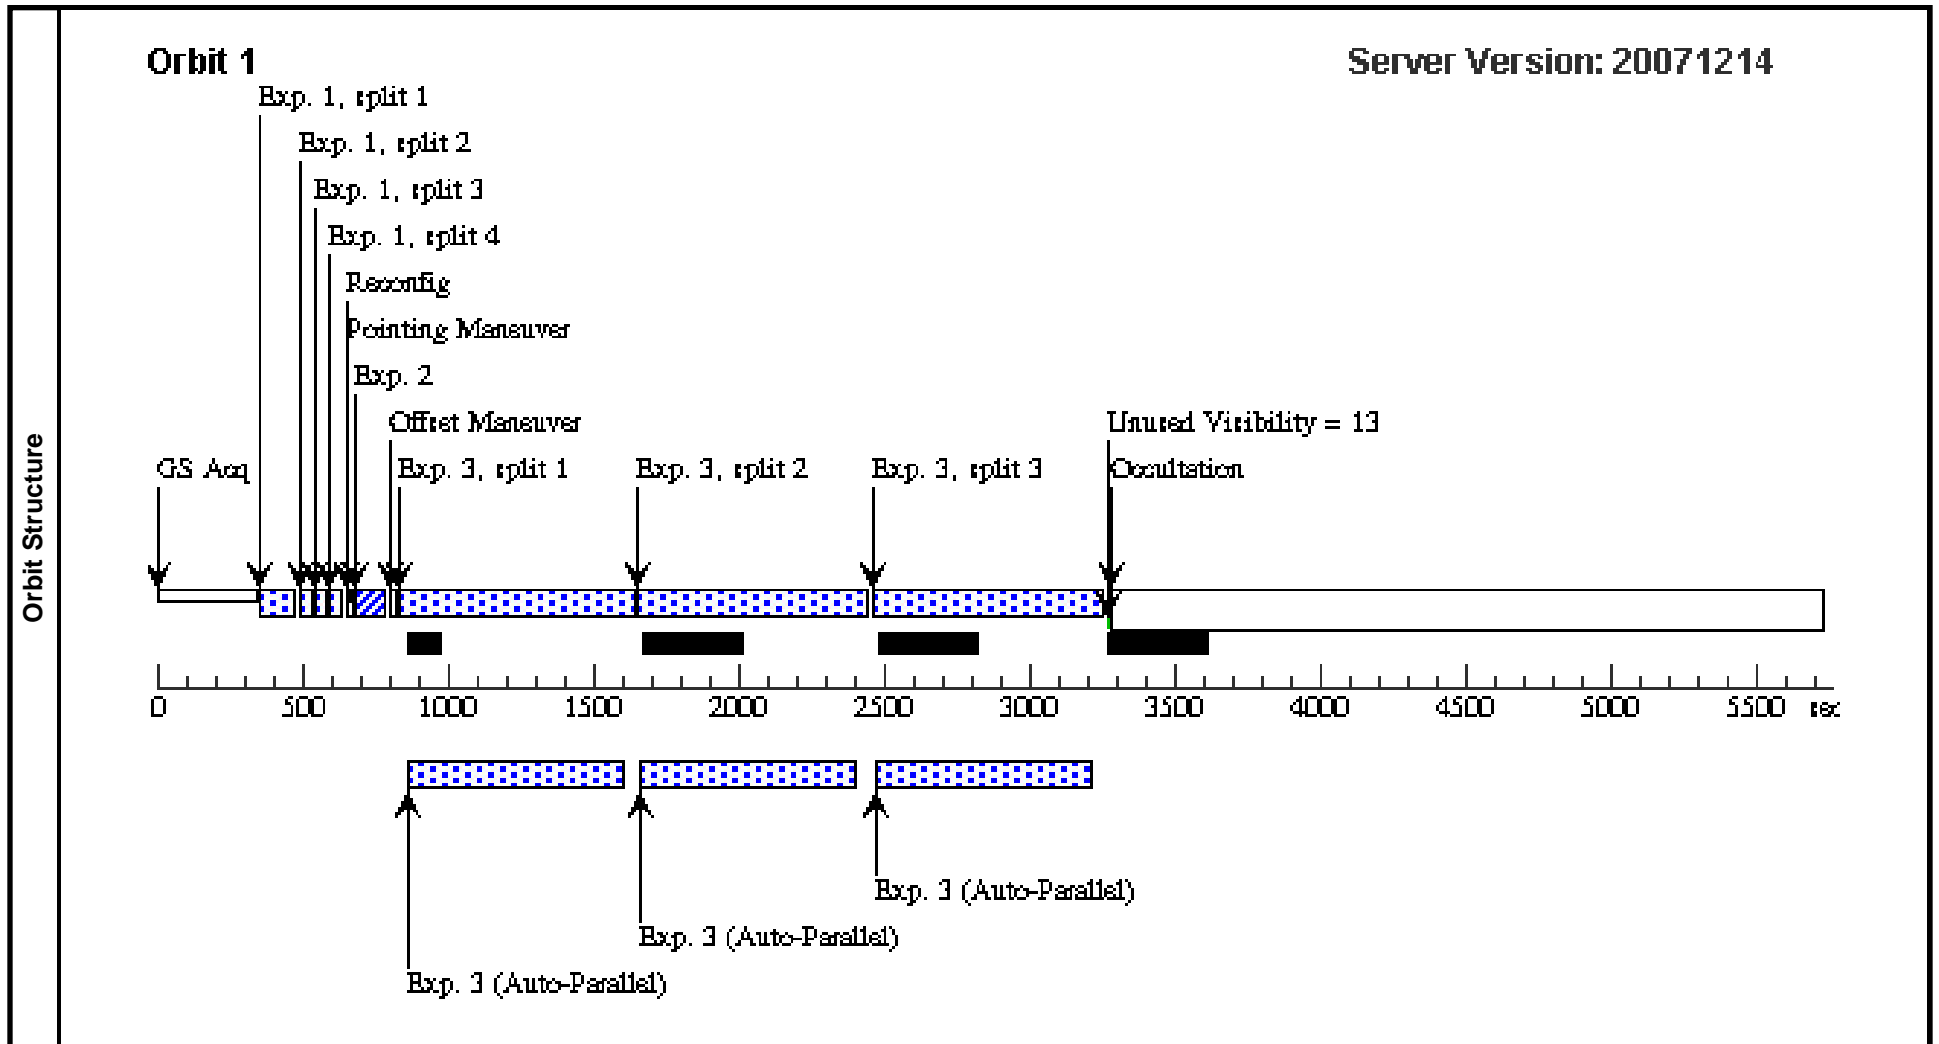 Orbit Structure
Orbit 1
Server Version: 20071214
Exp. 1, split 1
Exp. 1, split 2
Exp. 1, split 3
Exp. 1, split 4
Reconfig
Pointing Maneuver
Exp. 2
Offset Maneuver
Unused Visibility = 13
GS Acq
Exp. 3, split 1
Exp. 3, split 2
Exp. 3, split 3
Occultation
0 500 1000 1500 2000 2500 3000 3500 4000 4500 5000 5500 sec
Exp. 3 (Auto-Parallel)
Exp. 3 (Auto-Parallel)
Exp. 3 (Auto-Parallel)